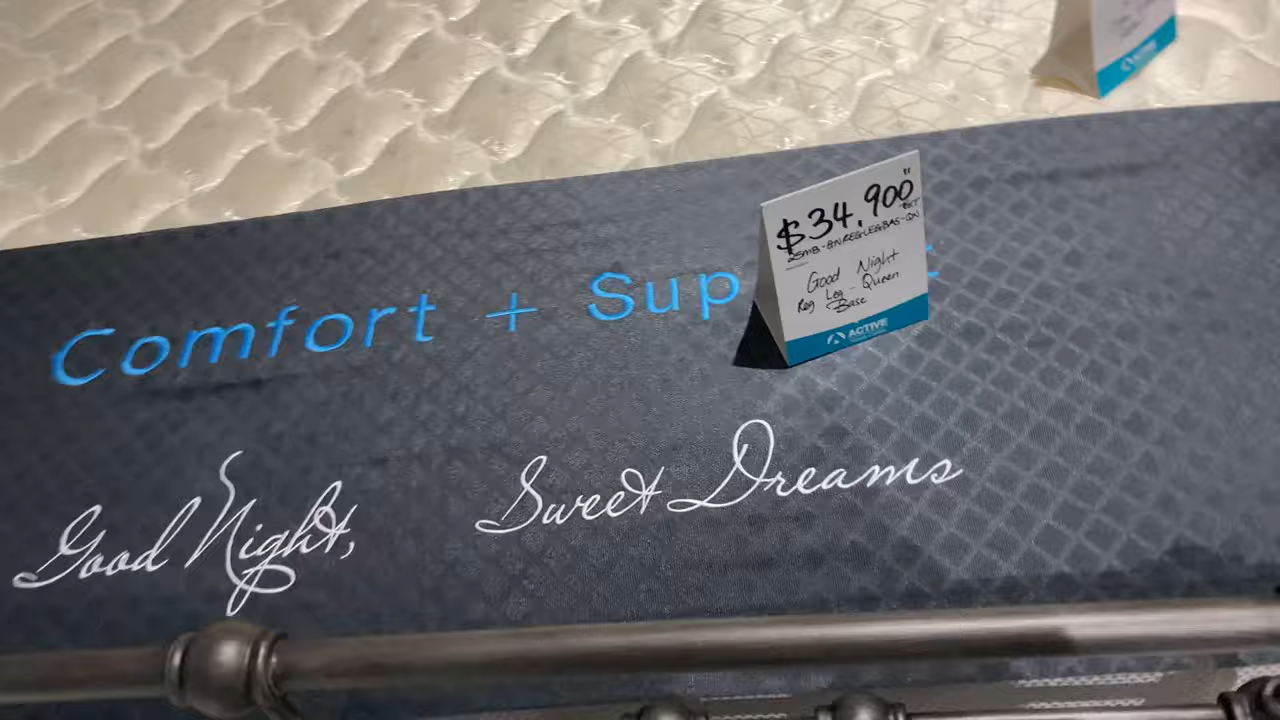 Comfort + Sup
$34,900
Good Night
Reg Leg - Queen
Base
ACTIVE
Good Night,
Sweet Dreams